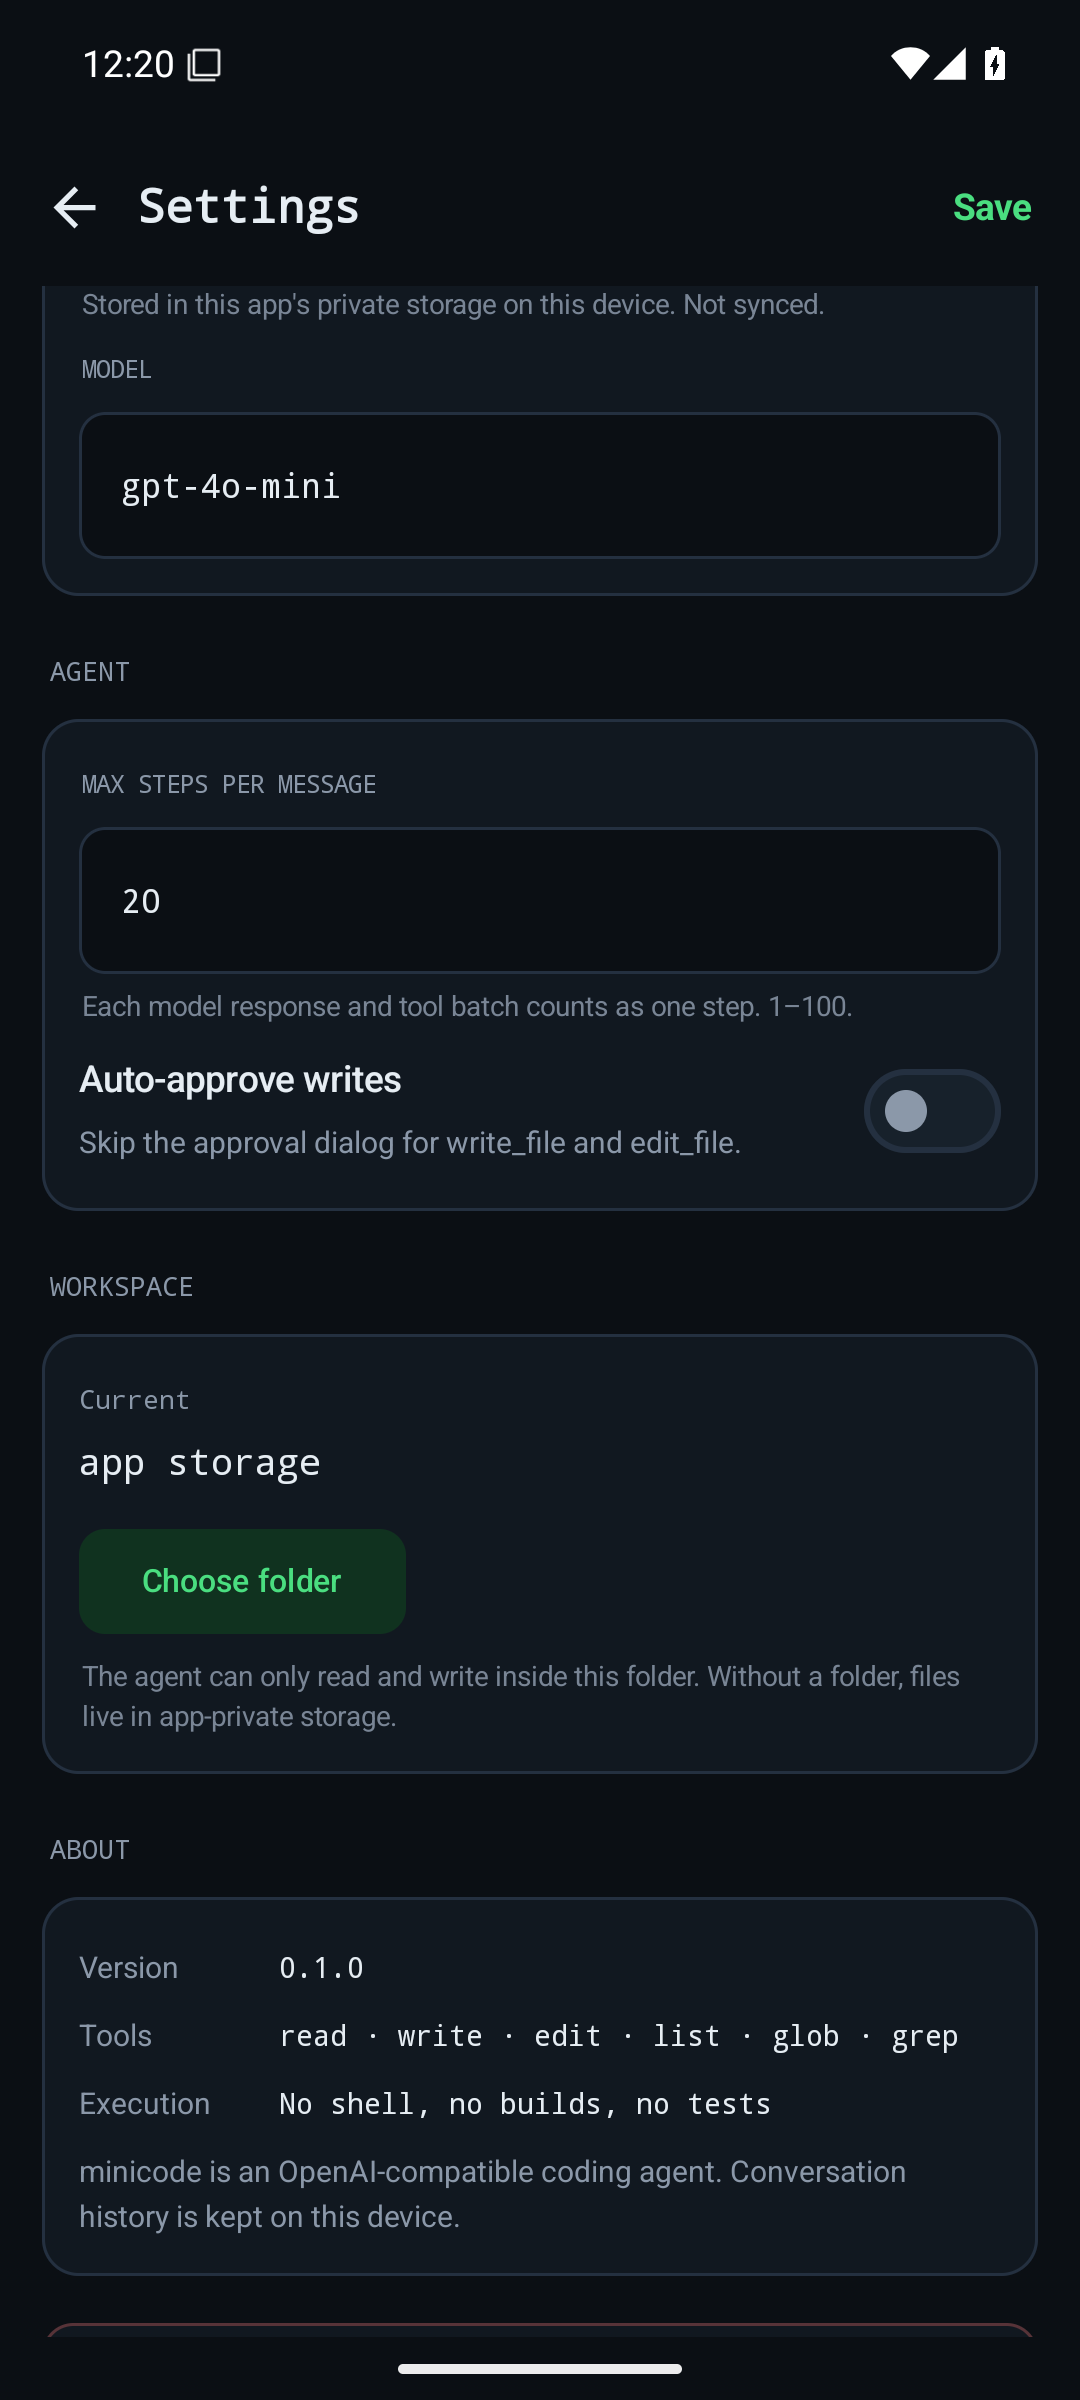 12:20
Settings
Save
Stored in this app's private storage on this device. Not synced.
MODEL
gpt-4o-mini
AGENT
MAX STEPS PER MESSAGE
20
Each model response and tool batch counts as one step. 1–100.
Auto-approve writes
Skip the approval dialog for write_file and edit_file.
WORKSPACE
Current
app storage
Choose folder
The agent can only read and write inside this folder. Without a folder, files
live in app-private storage.
ABOUT
Version 0.1.0
Tools read · write · edit · list · glob · grep
Execution No shell, no builds, no tests
minicode is an OpenAI-compatible coding agent. Conversation
history is kept on this device.